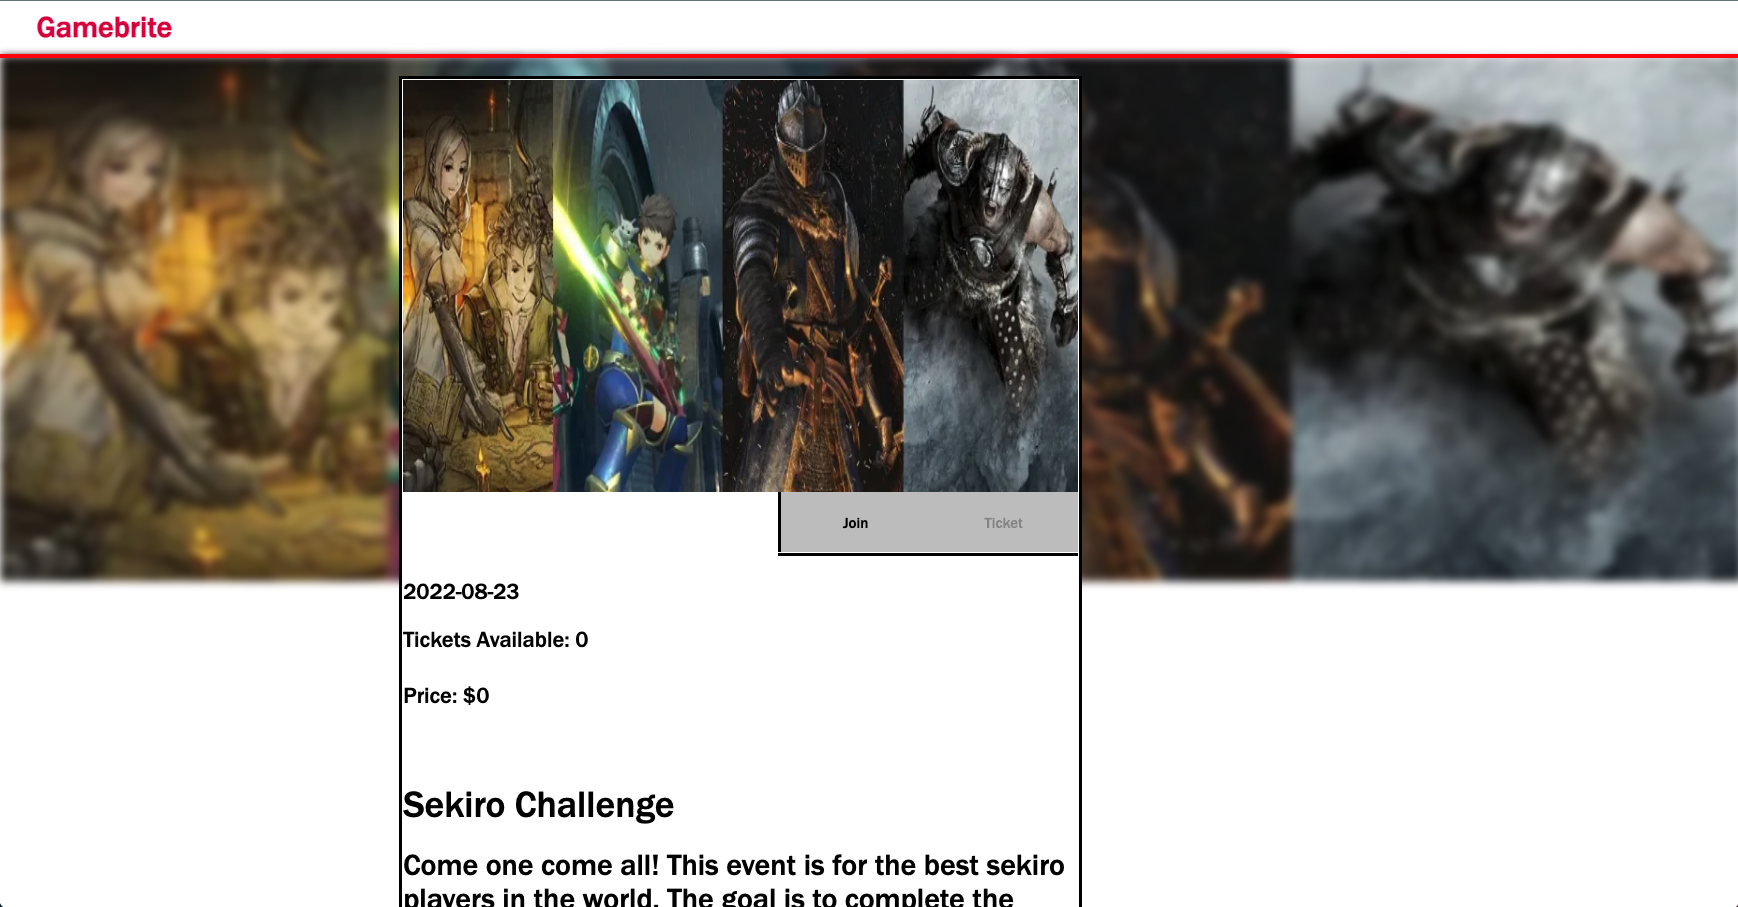 Gamebrite
Join
Ticket
2022-08-23
Tickets Available: 0
Price: $0
Sekiro Challenge
Come one come all! This event is for the best sekiro
players in the world. The goal is to complete the